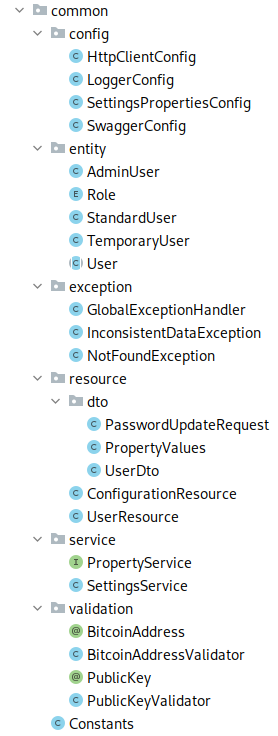 common
config
HttpClientConfig
LoggerConfig
SettingsPropertiesConfig
SwaggerConfig
entity
AdminUser
Role
StandardUser
TemporaryUser
User
exception
GlobalExceptionHandler
InconsistentDataException
NotFoundException
resource
dto
PasswordUpdateRequest
PropertyValues
UserDto
ConfigurationResource
UserResource
service
PropertyService
SettingsService
validation
BitcoinAddress
BitcoinAddressValidator
PublicKey
PublicKeyValidator
Constants